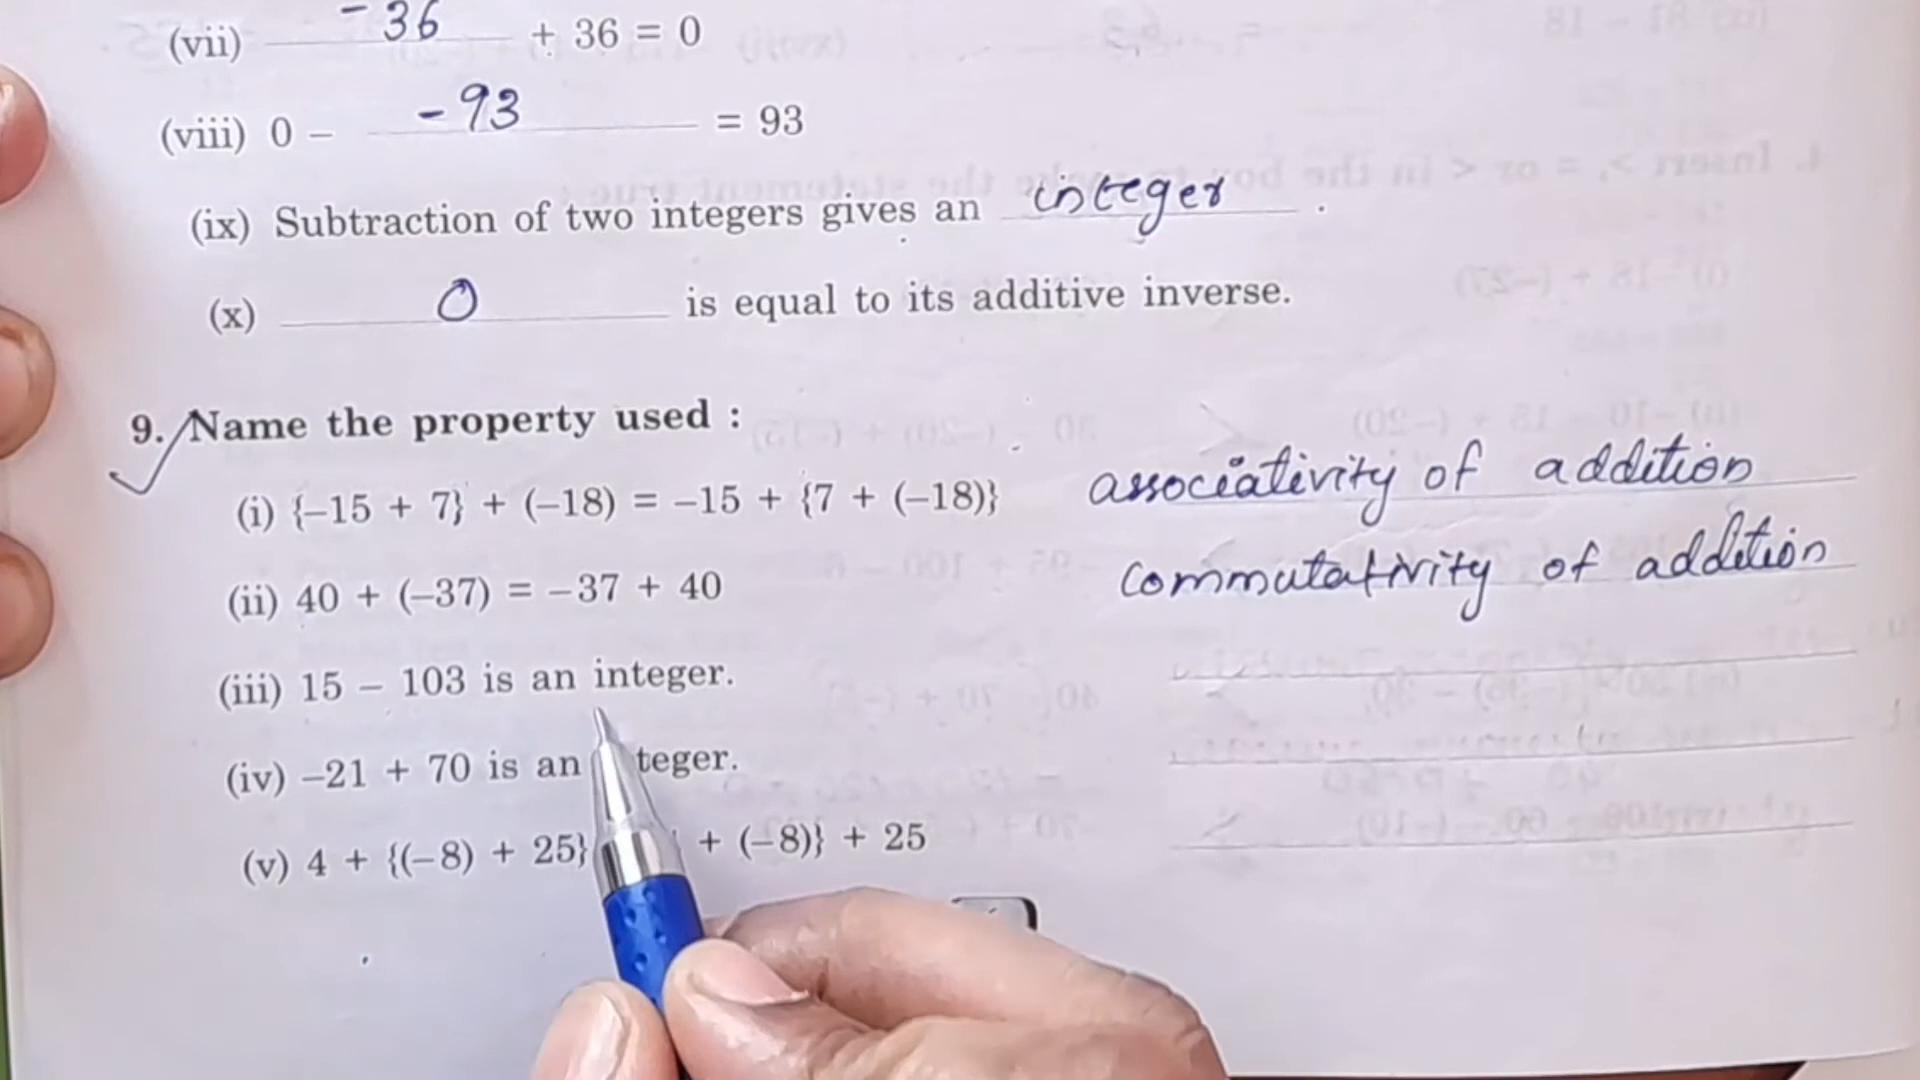 (vii) -36 + 36 = 0
(viii) 0 – -93 = 93
(ix) Subtraction of two integers gives an integer .
(x) 0 is equal to its additive inverse.
9. Name the property used :
(i) {–15 + 7} + (–18) = –15 + {7 + (–18)} associativity of addition
(ii) 40 + (–37) = –37 + 40 commutativity of addition
(iii) 15 – 103 is an integer.
(iv) –21 + 70 is an teger.
(v) 4 + {(–8) + 25} + (–8)} + 25